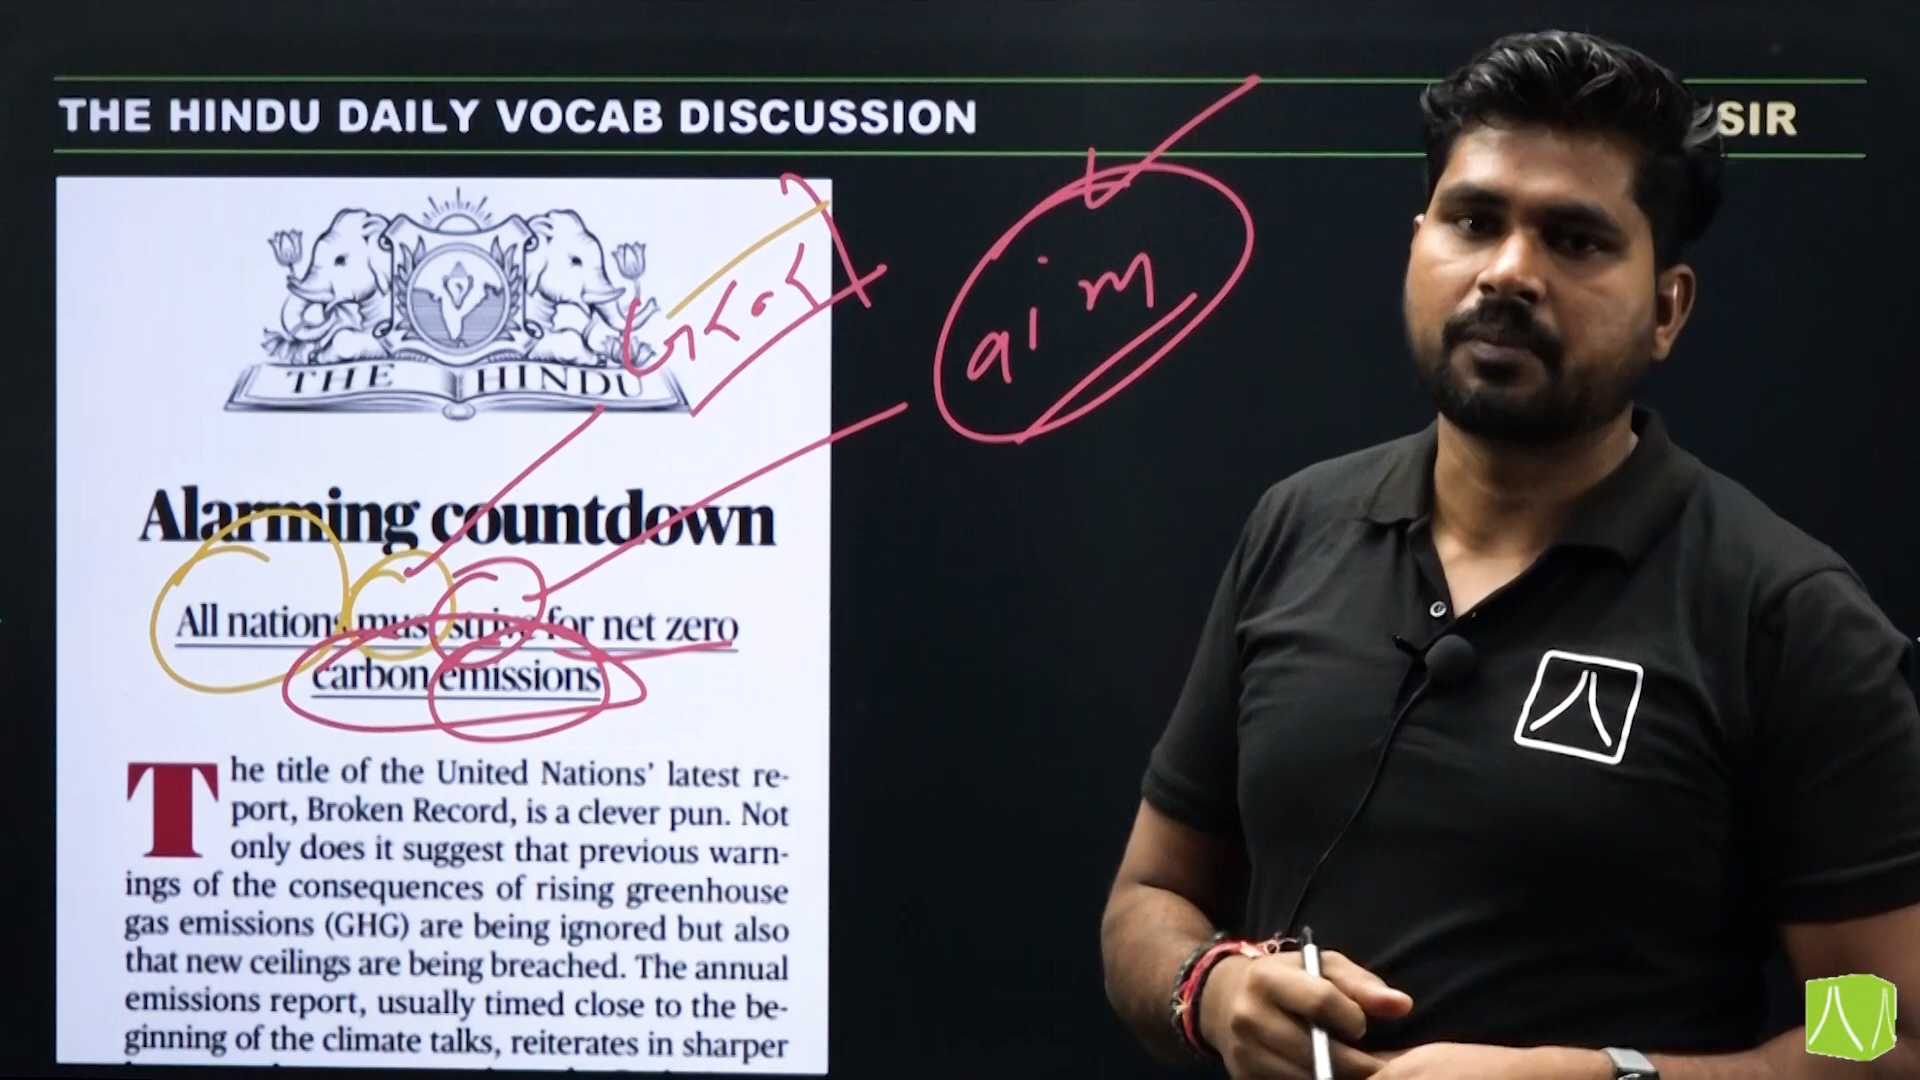 THE HINDU DAILY VOCAB DISCUSSION
SIR
THE HINDU
aim
Alarming countdown
All nations must strive for net zero
carbon emissions
The title of the United Nations’ latest re-
port, Broken Record, is a clever pun. Not
only does it suggest that previous warn-
ings of the consequences of rising greenhouse
gas emissions (GHG) are being ignored but also
that new ceilings are being breached. The annual
emissions report, usually timed close to the be-
ginning of the climate talks, reiterates in sharper